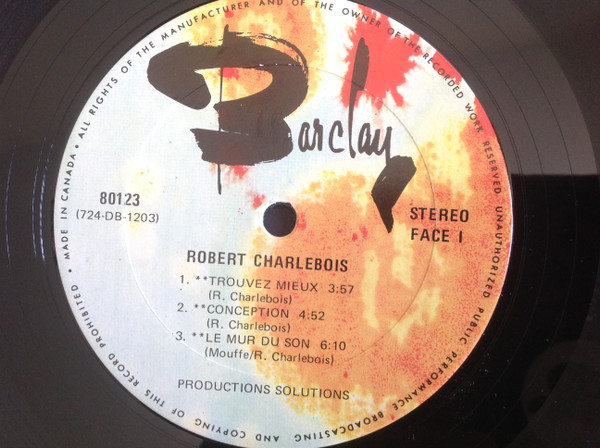 • MADE IN CANADA • ALL RIGHTS OF THE MANUFACTURER AND OF THE OWNER OF THE RECORDED WORK RESERVED UNAUTHORIZED PUBLIC PERFORMANCE BROADCASTING AND COPYING OF THIS RECORD PROHIBITED
Barclay
80123
(724-DB-1203)
STEREO
FACE I
ROBERT CHARLEBOIS
1. **TROUVEZ MIEUX 3:57
(R. Charlebois)
2. **CONCEPTION 4:52
(R. Charlebois)
3. **LE MUR DU SON 6:10
(Mouffe/R. Charlebois)
PRODUCTIONS SOLUTIONS